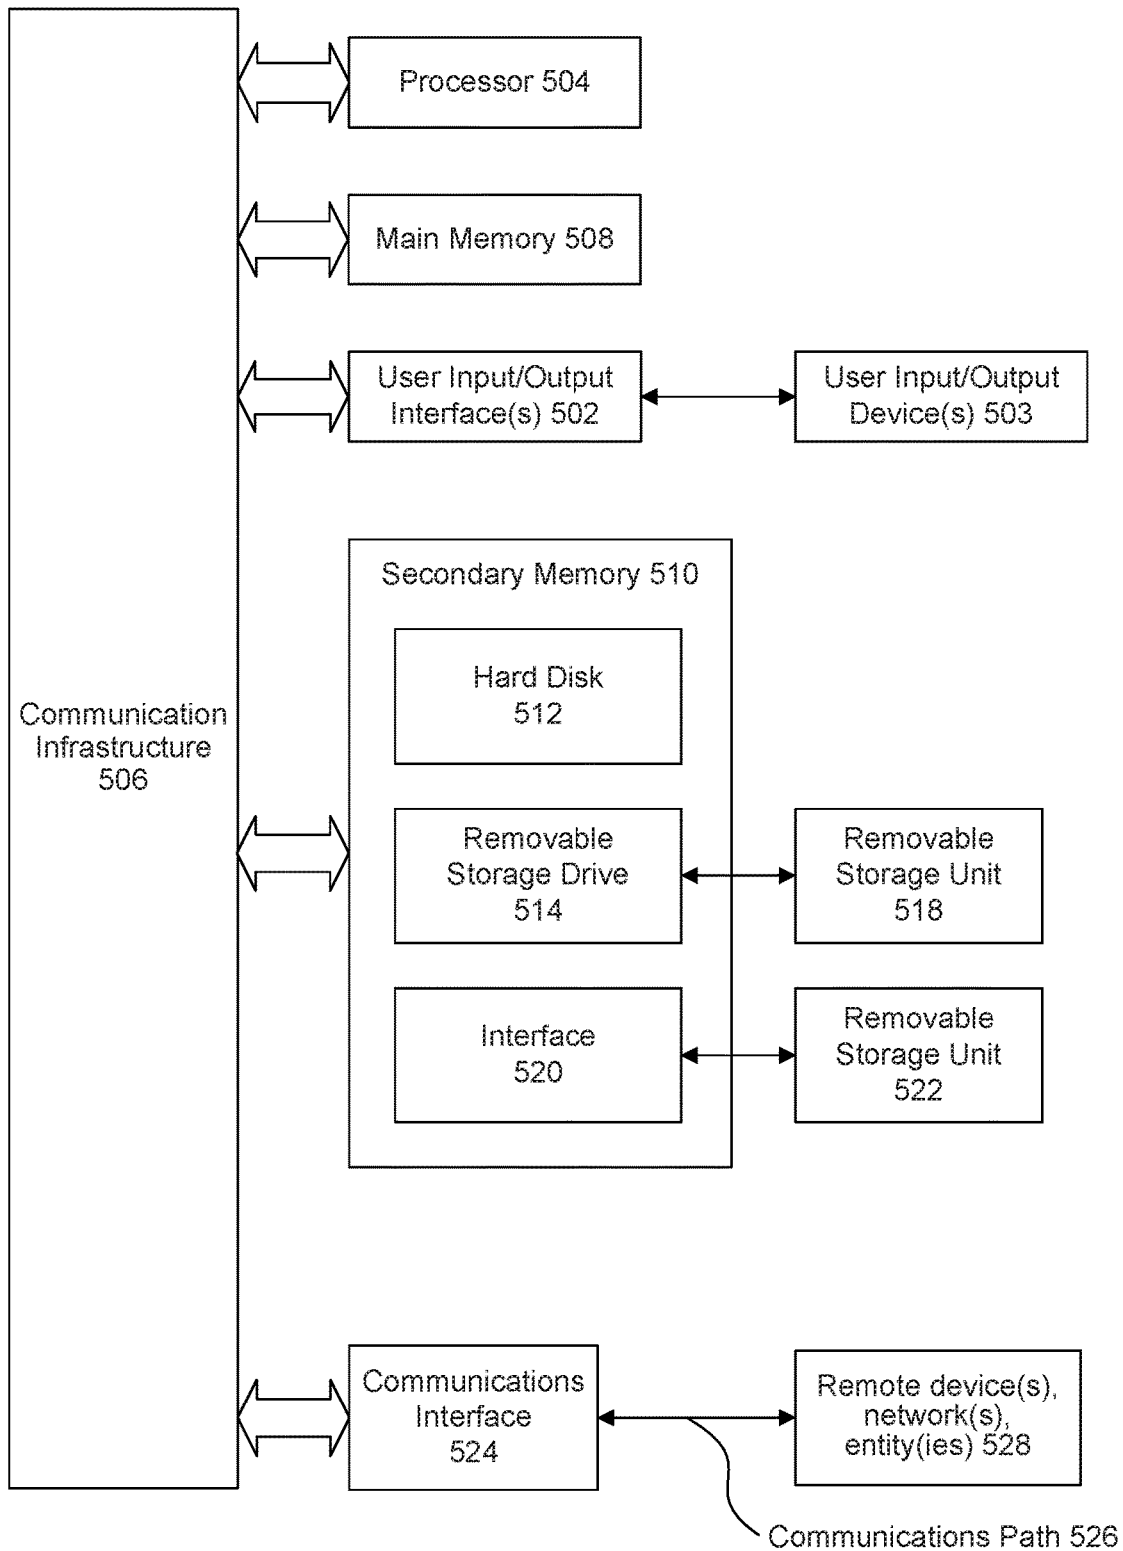 Processor 504
Main Memory 508
User Input/Output
Interface(s) 502
User Input/Output
Device(s) 503
Secondary Memory 510
Hard Disk
512
Communication
Infrastructure
506
Removable
Storage Drive
514
Removable
Storage Unit
518
Interface
520
Removable
Storage Unit
522
Communications
Interface
524
Remote device(s),
network(s),
entity(ies) 528
Communications Path 526